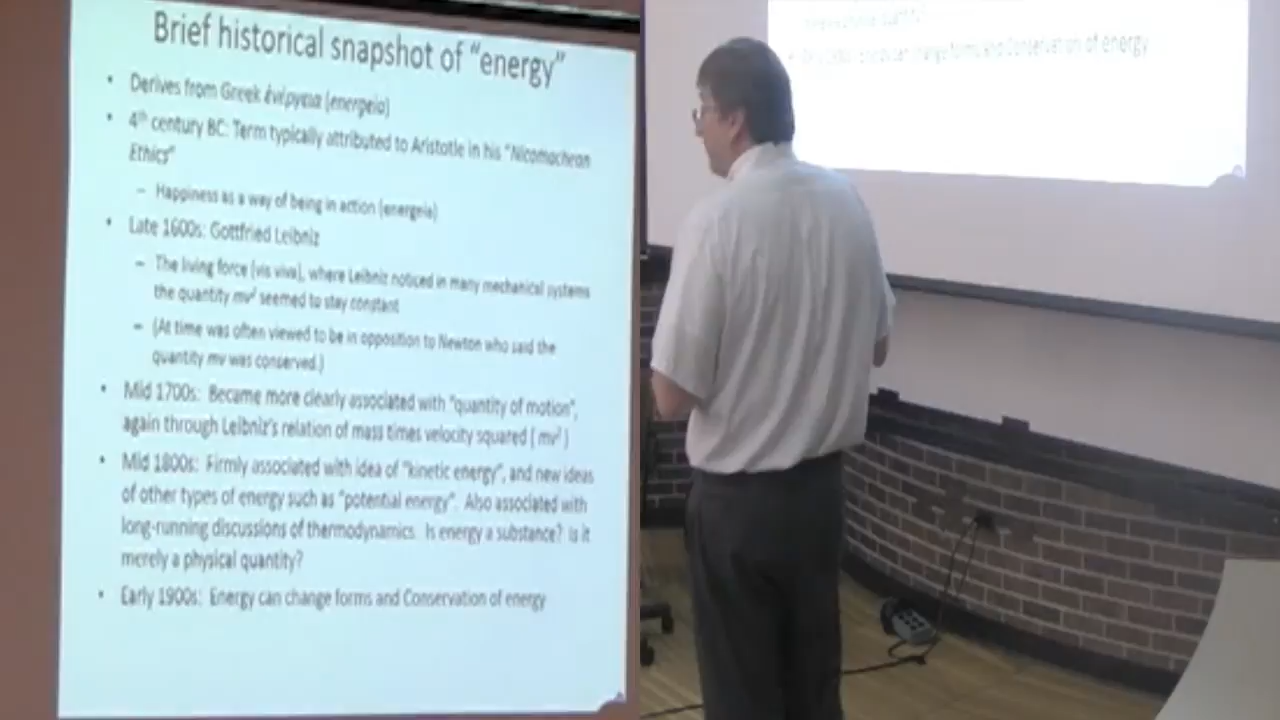 Brief historical snapshot of "energy"
• Derives from Greek ἐνέργεια (energeia)
• 4th century BC: Term typically attributed to Aristotle in his "Nicomachean
Ethics"
– Happiness as a way of being in action (energeia)
• Late 1600s: Gottfried Leibniz
– The living force (vis viva), where Leibniz noticed in many mechanical systems
the quantity mv² seemed to stay constant
– (At time was often viewed to be in opposition to Newton who said the
quantity mv was conserved.)
• Mid 1700s: Became more clearly associated with "quantity of motion",
again through Leibniz's relation of mass times velocity squared ( mv² )
• Mid 1800s: Firmly associated with idea of "kinetic energy", and new ideas
of other types of energy such as "potential energy". Also associated with
long-running discussions of thermodynamics. Is energy a substance? Is it
merely a physical quantity?
• Early 1900s: Energy can change forms and Conservation of energy
change forms and Conservation of energy